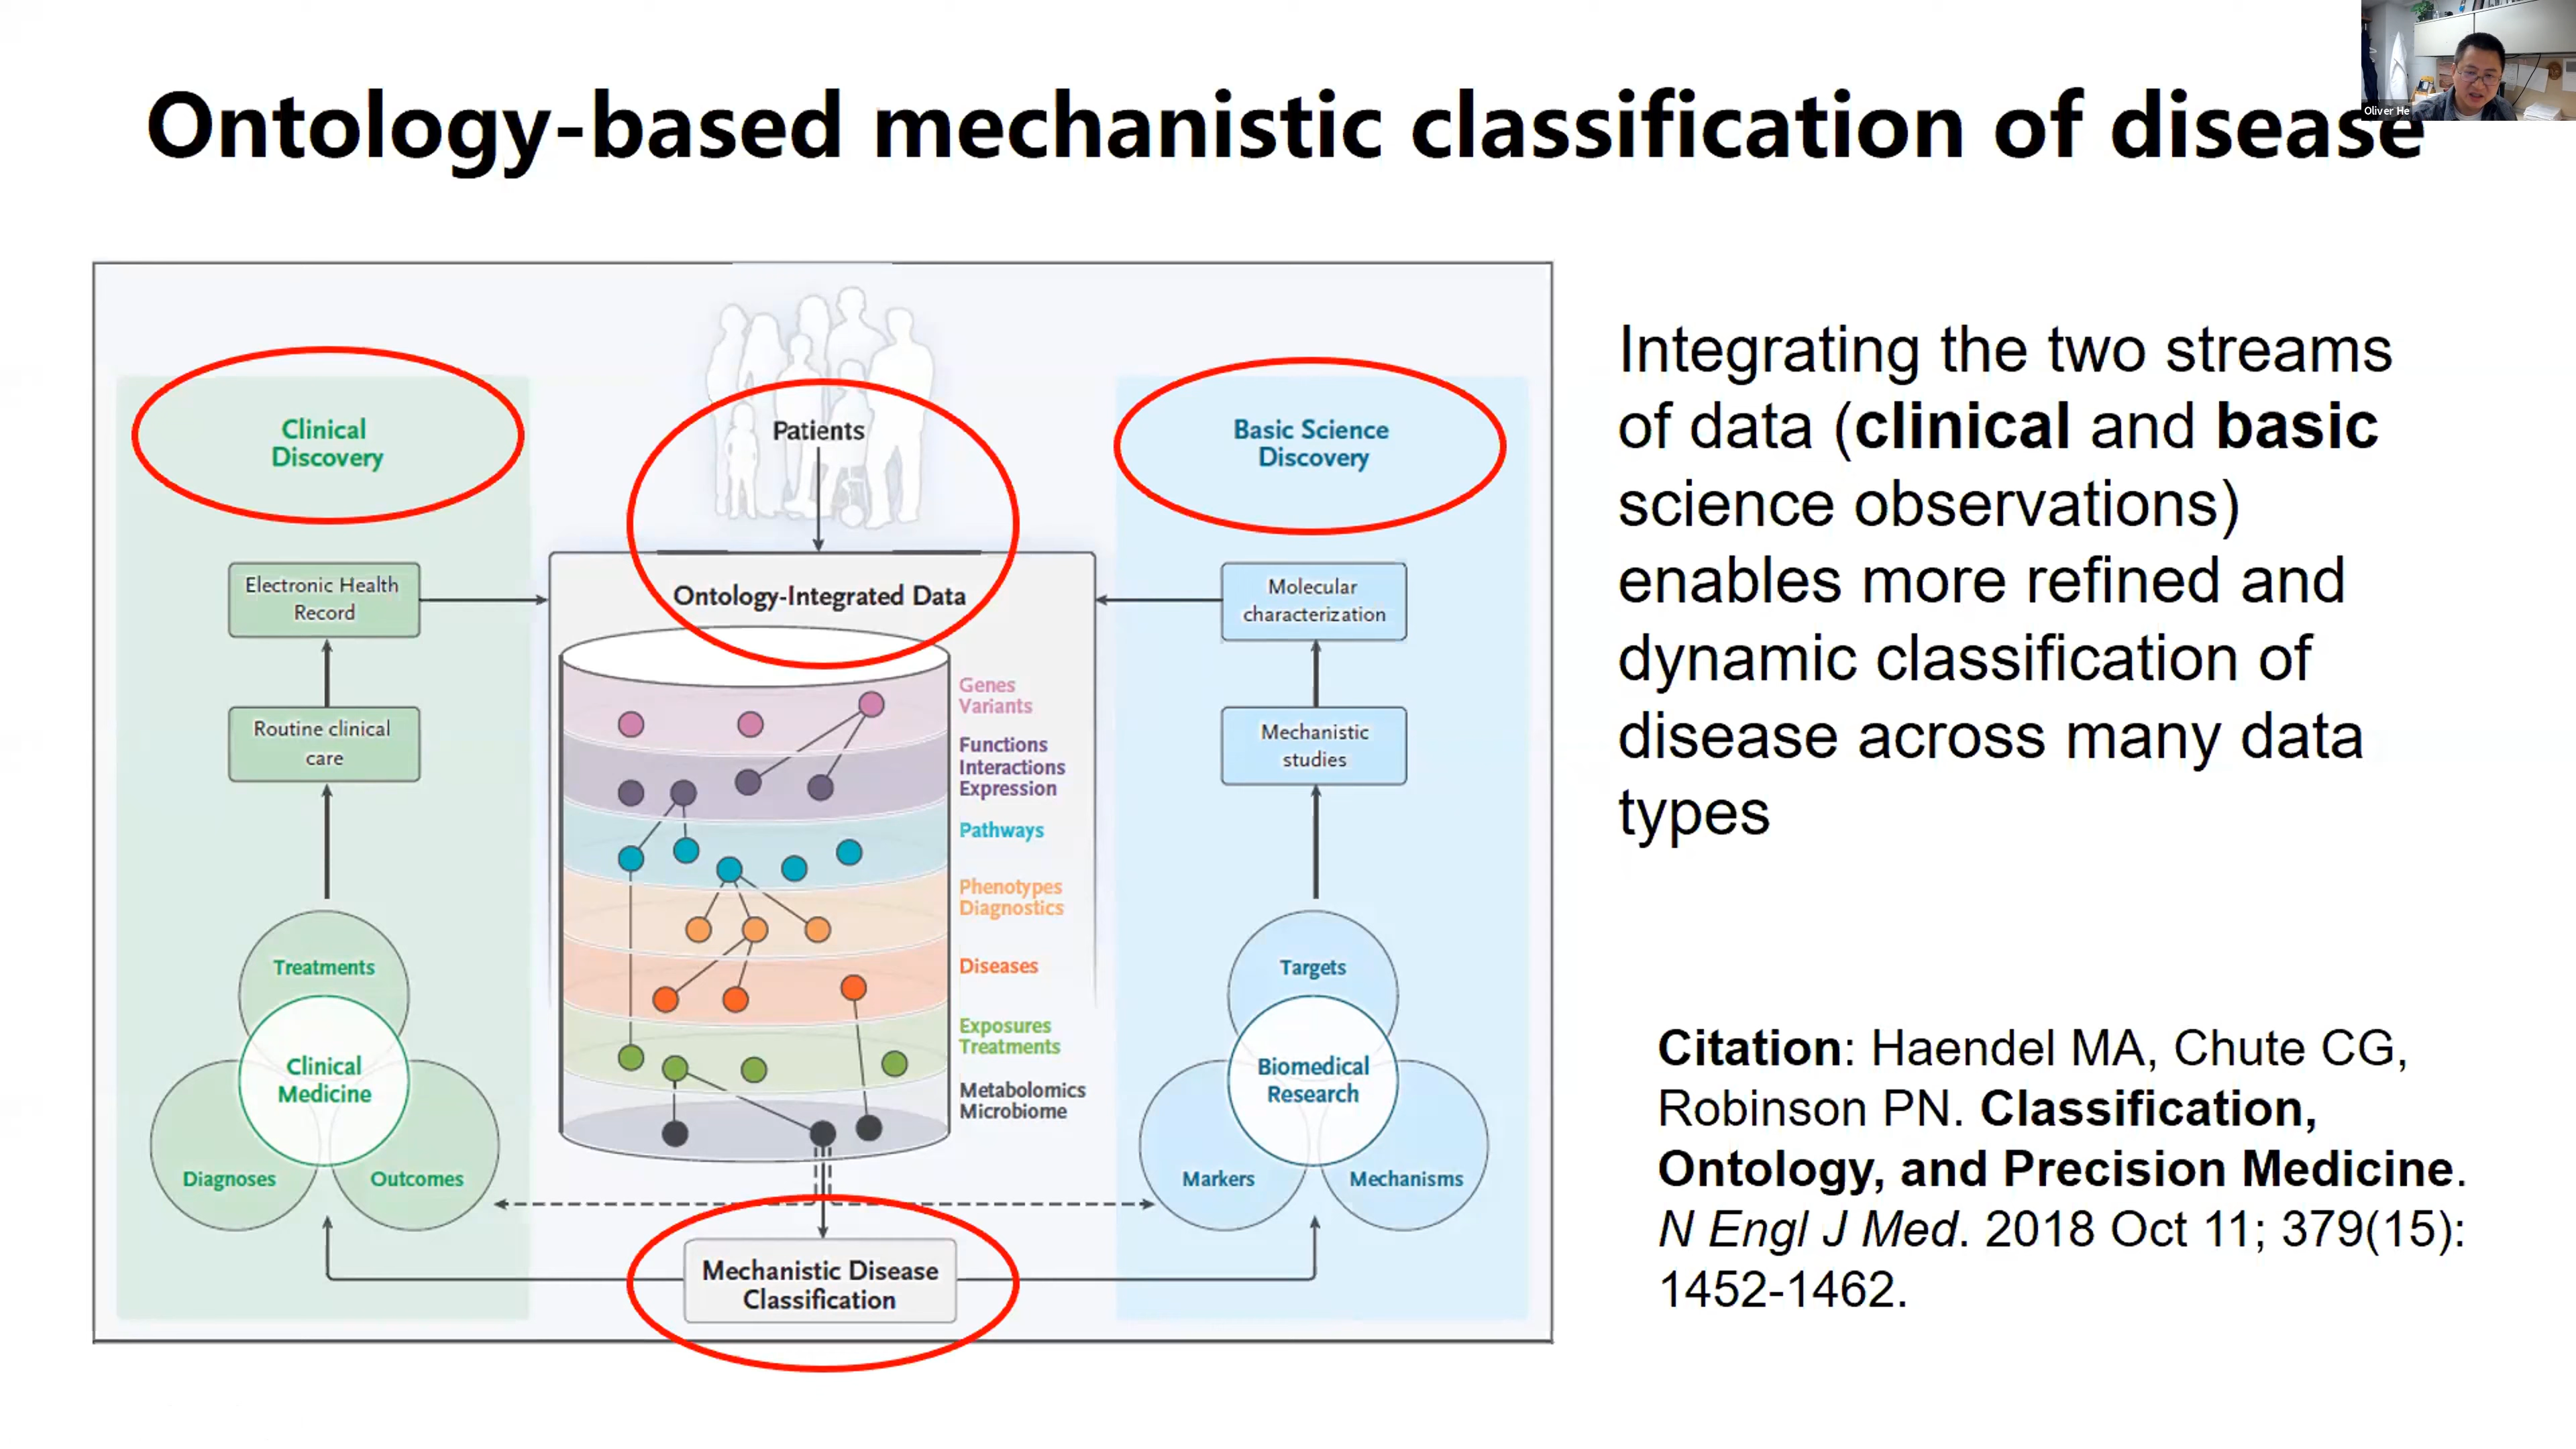 Oliver He
Ontology-based mechanistic classification of disease
Patients
Clinical
Discovery
Electronic Health
Record
Routine clinical
care
Treatments
Clinical
Medicine
Diagnoses
Outcomes
Ontology-Integrated Data
Genes
Variants
Functions
Interactions
Expression
Pathways
Phenotypes
Diagnostics
Diseases
Exposures
Treatments
Metabolomics
Microbiome
Mechanistic Disease
Classification
Basic Science
Discovery
Molecular
characterization
Mechanistic
studies
Targets
Biomedical
Research
Markers
Mechanisms
Integrating the two streams
of data (clinical and basic
science observations)
enables more refined and
dynamic classification of
disease across many data
types
Citation: Haendel MA, Chute CG,
Robinson PN. Classification,
Ontology, and Precision Medicine.
N Engl J Med. 2018 Oct 11; 379(15):
1452-1462.